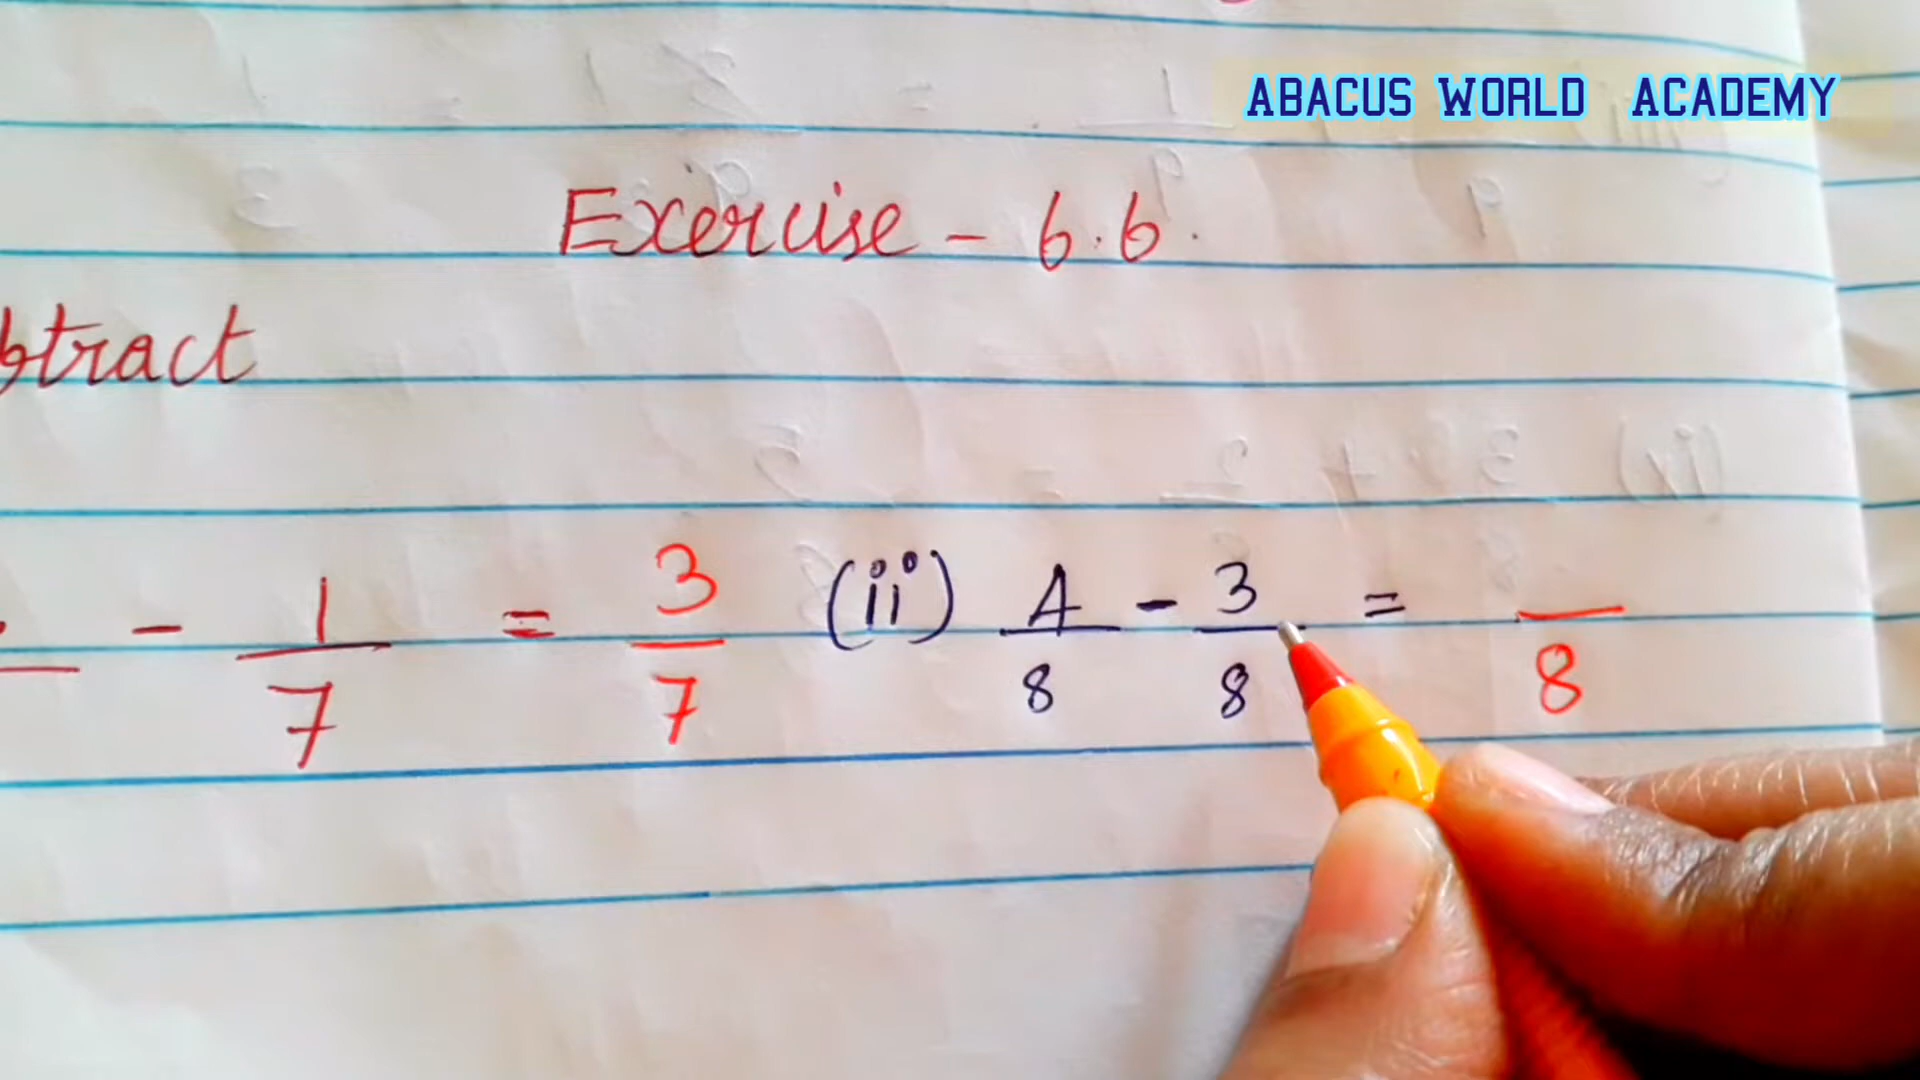 ABACUS WORLD ACADEMY
Exercise - 6.6.
btract
- 1/7 = 3/7 (ii) 4/8 - 3/8 = /8